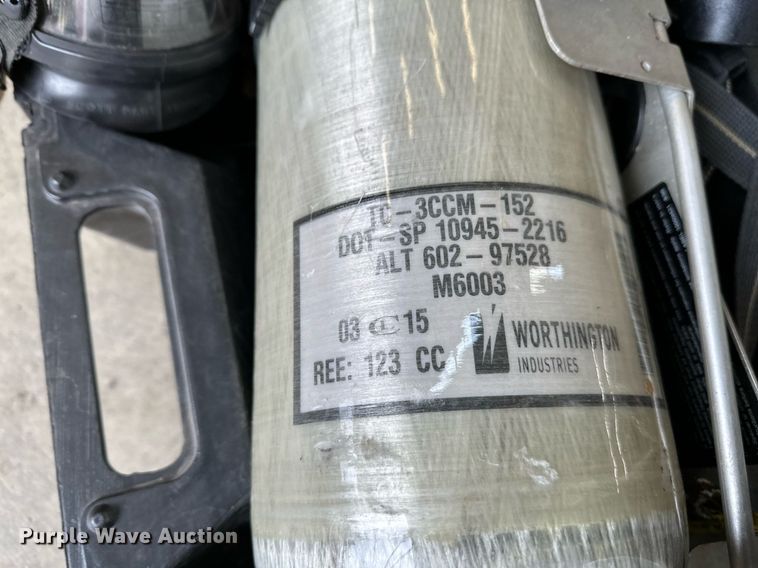 TC-3CCM-152
DOT-SP 10945-2216
ALT 602-97528
M6003
03 15
REE: 123 CC
WORTHINGTON
INDUSTRIES
Purple Wave Auction